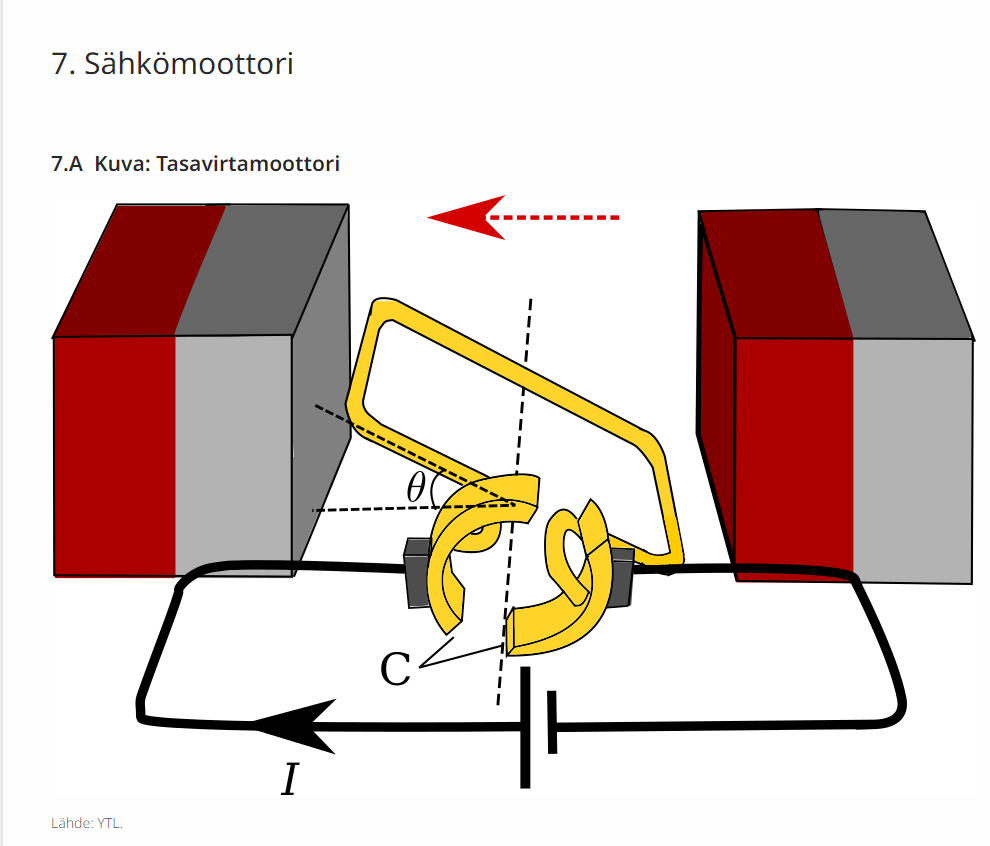 7. Sähkömoottori
7.A Kuva: Tasavirtamoottori
θ
C
I
Lähde: YTL.